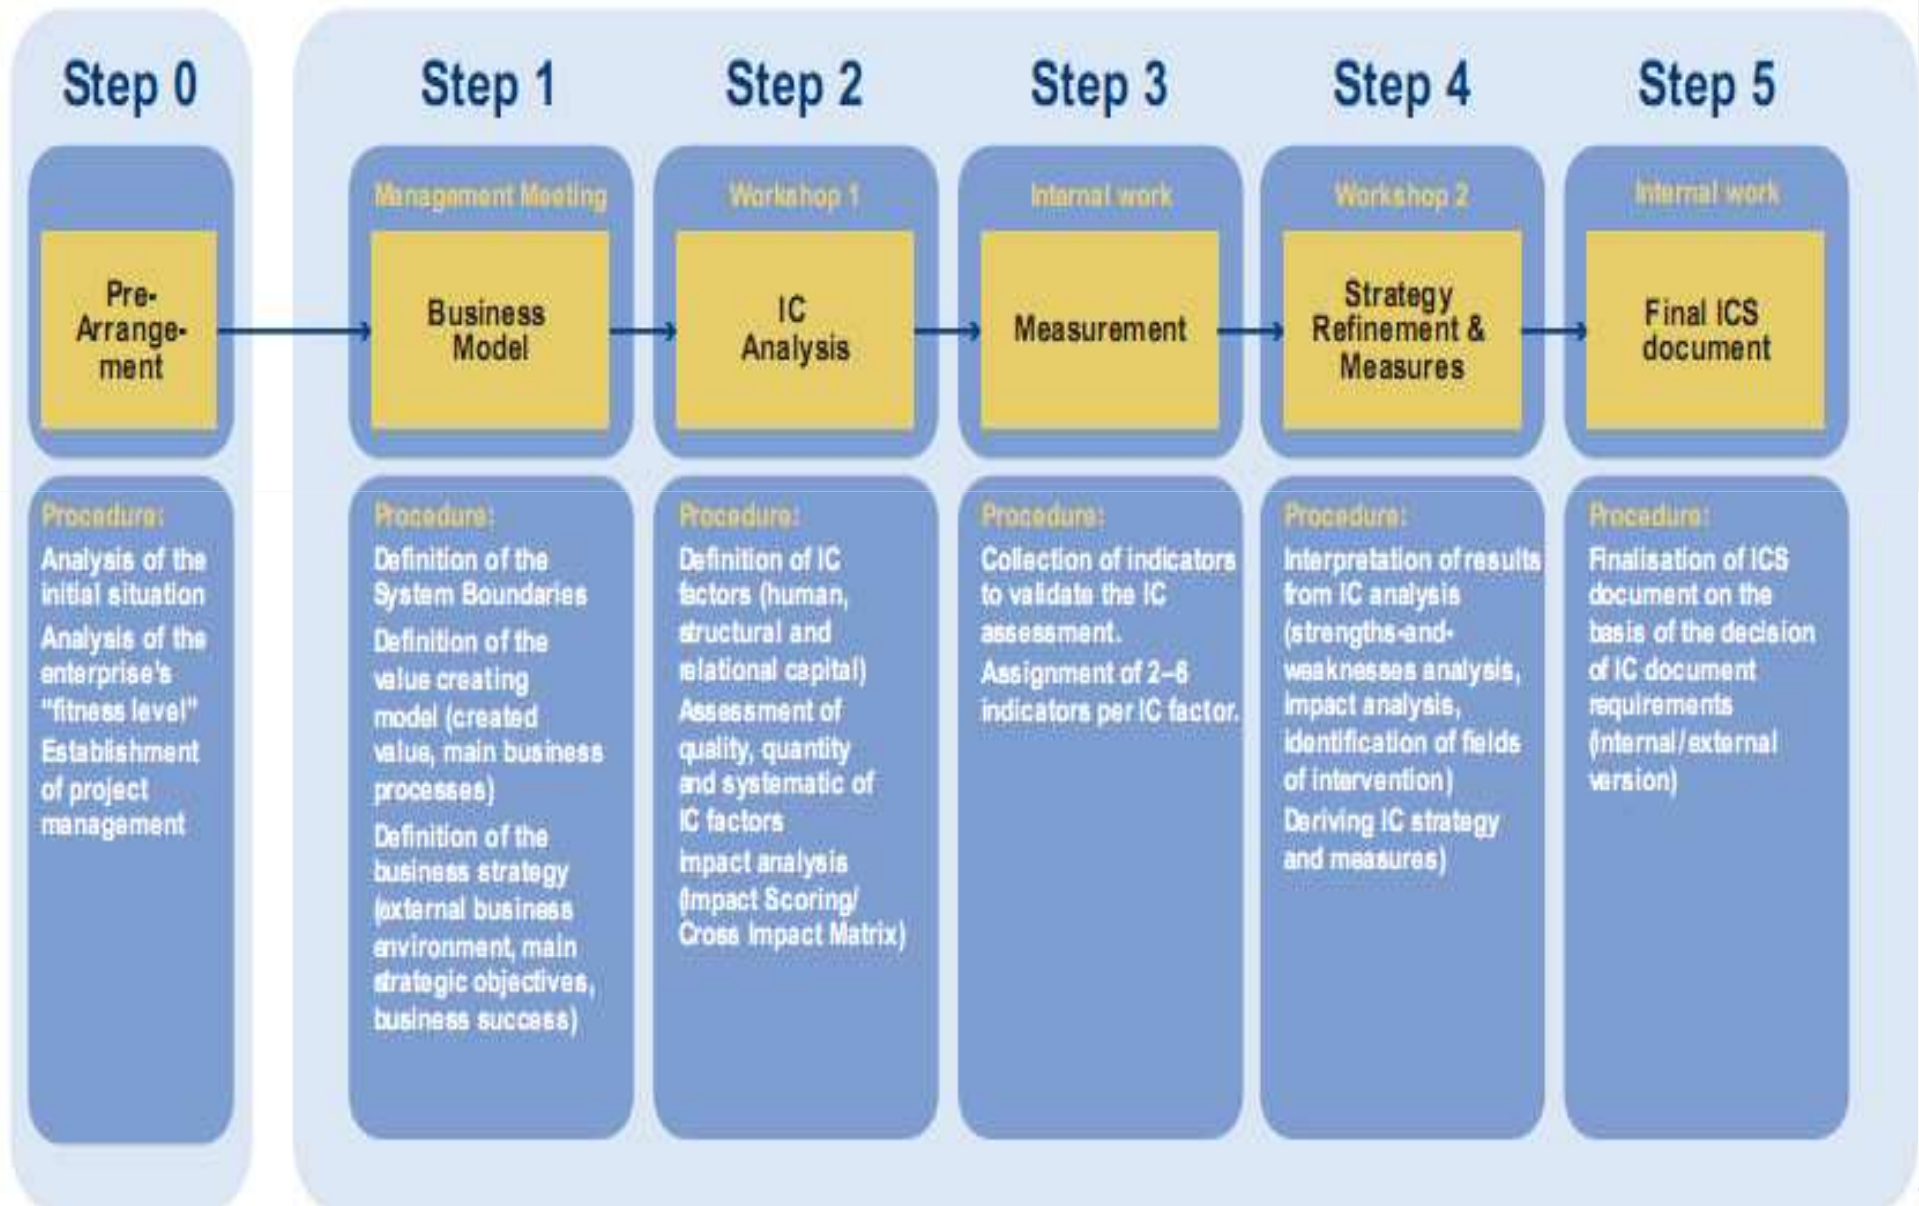 Step 0
Pre-
Arrange-
ment
Procedure:
Analysis of the
initial situation
Analysis of the
enterprise's
"fitness level"
Establishment
of project
management
Step 1
Management Meeting
Business
Model
Procedure:
Definition of the
System Boundaries
Definition of the
value creating
model (created
value, main business
processes)
Definition of the
business strategy
(external business
environment, main
strategic objectives,
business success)
Step 2
Workshop 1
IC
Analysis
Procedure:
Definition of IC
factors (human,
structural and
relational capital)
Assessment of
quality, quantity
and systematic of
IC factors
Impact analysis
(Impact Scoring/
Cross Impact Matrix)
Step 3
Internal work
Measurement
Procedure:
Collection of indicators
to validate the IC
assessment.
Assignment of 2–6
indicators per IC factor.
Step 4
Workshop 2
Strategy
Refinement &
Measures
Procedure:
Interpretation of results
from IC analysis
(strengths-and-
weaknesses analysis,
impact analysis,
identification of fields
of intervention)
Deriving IC strategy
and measures)
Step 5
Internal work
Final ICS
document
Procedure:
Finalisation of ICS
document on the
basis of the decision
of IC document
requirements
(internal/external
version)